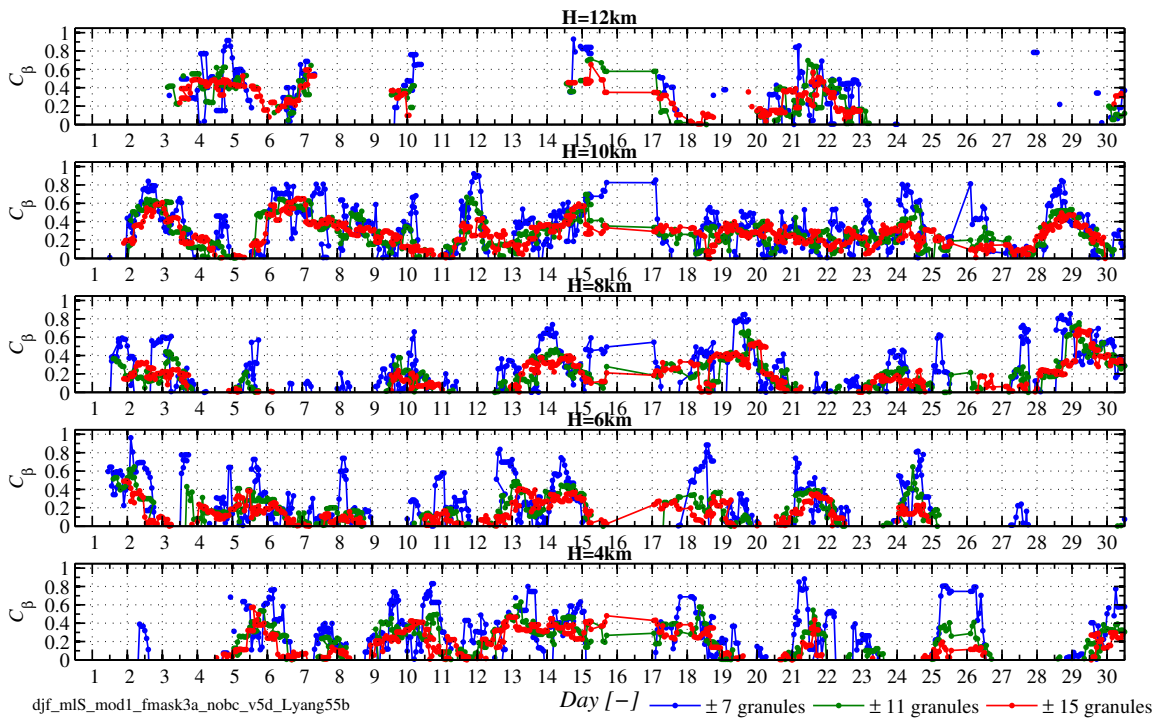 H=12km
1
0.8
0.6
0.4
0.2
0
Cβ
1 2 3 4 5 6 7 8 9 10 11 12 13 14 15 16 17 18 19 20 21 22 23 24 25 26 27 28 29 30
H=10km
1
0.8
0.6
0.4
0.2
0
Cβ
1 2 3 4 5 6 7 8 9 10 11 12 13 14 15 16 17 18 19 20 21 22 23 24 25 26 27 28 29 30
H=8km
1
0.8
0.6
0.4
0.2
0
Cβ
1 2 3 4 5 6 7 8 9 10 11 12 13 14 15 16 17 18 19 20 21 22 23 24 25 26 27 28 29 30
H=6km
1
0.8
0.6
0.4
0.2
0
Cβ
1 2 3 4 5 6 7 8 9 10 11 12 13 14 15 16 17 18 19 20 21 22 23 24 25 26 27 28 29 30
H=4km
1
0.8
0.6
0.4
0.2
0
Cβ
1 2 3 4 5 6 7 8 9 10 11 12 13 14 15 16 17 18 19 20 21 22 23 24 25 26 27 28 29 30
djf_mlS_mod1_fmask3a_nobc_v5d_Lyang55b
Day [−]
± 7 granules ± 11 granules ± 15 granules